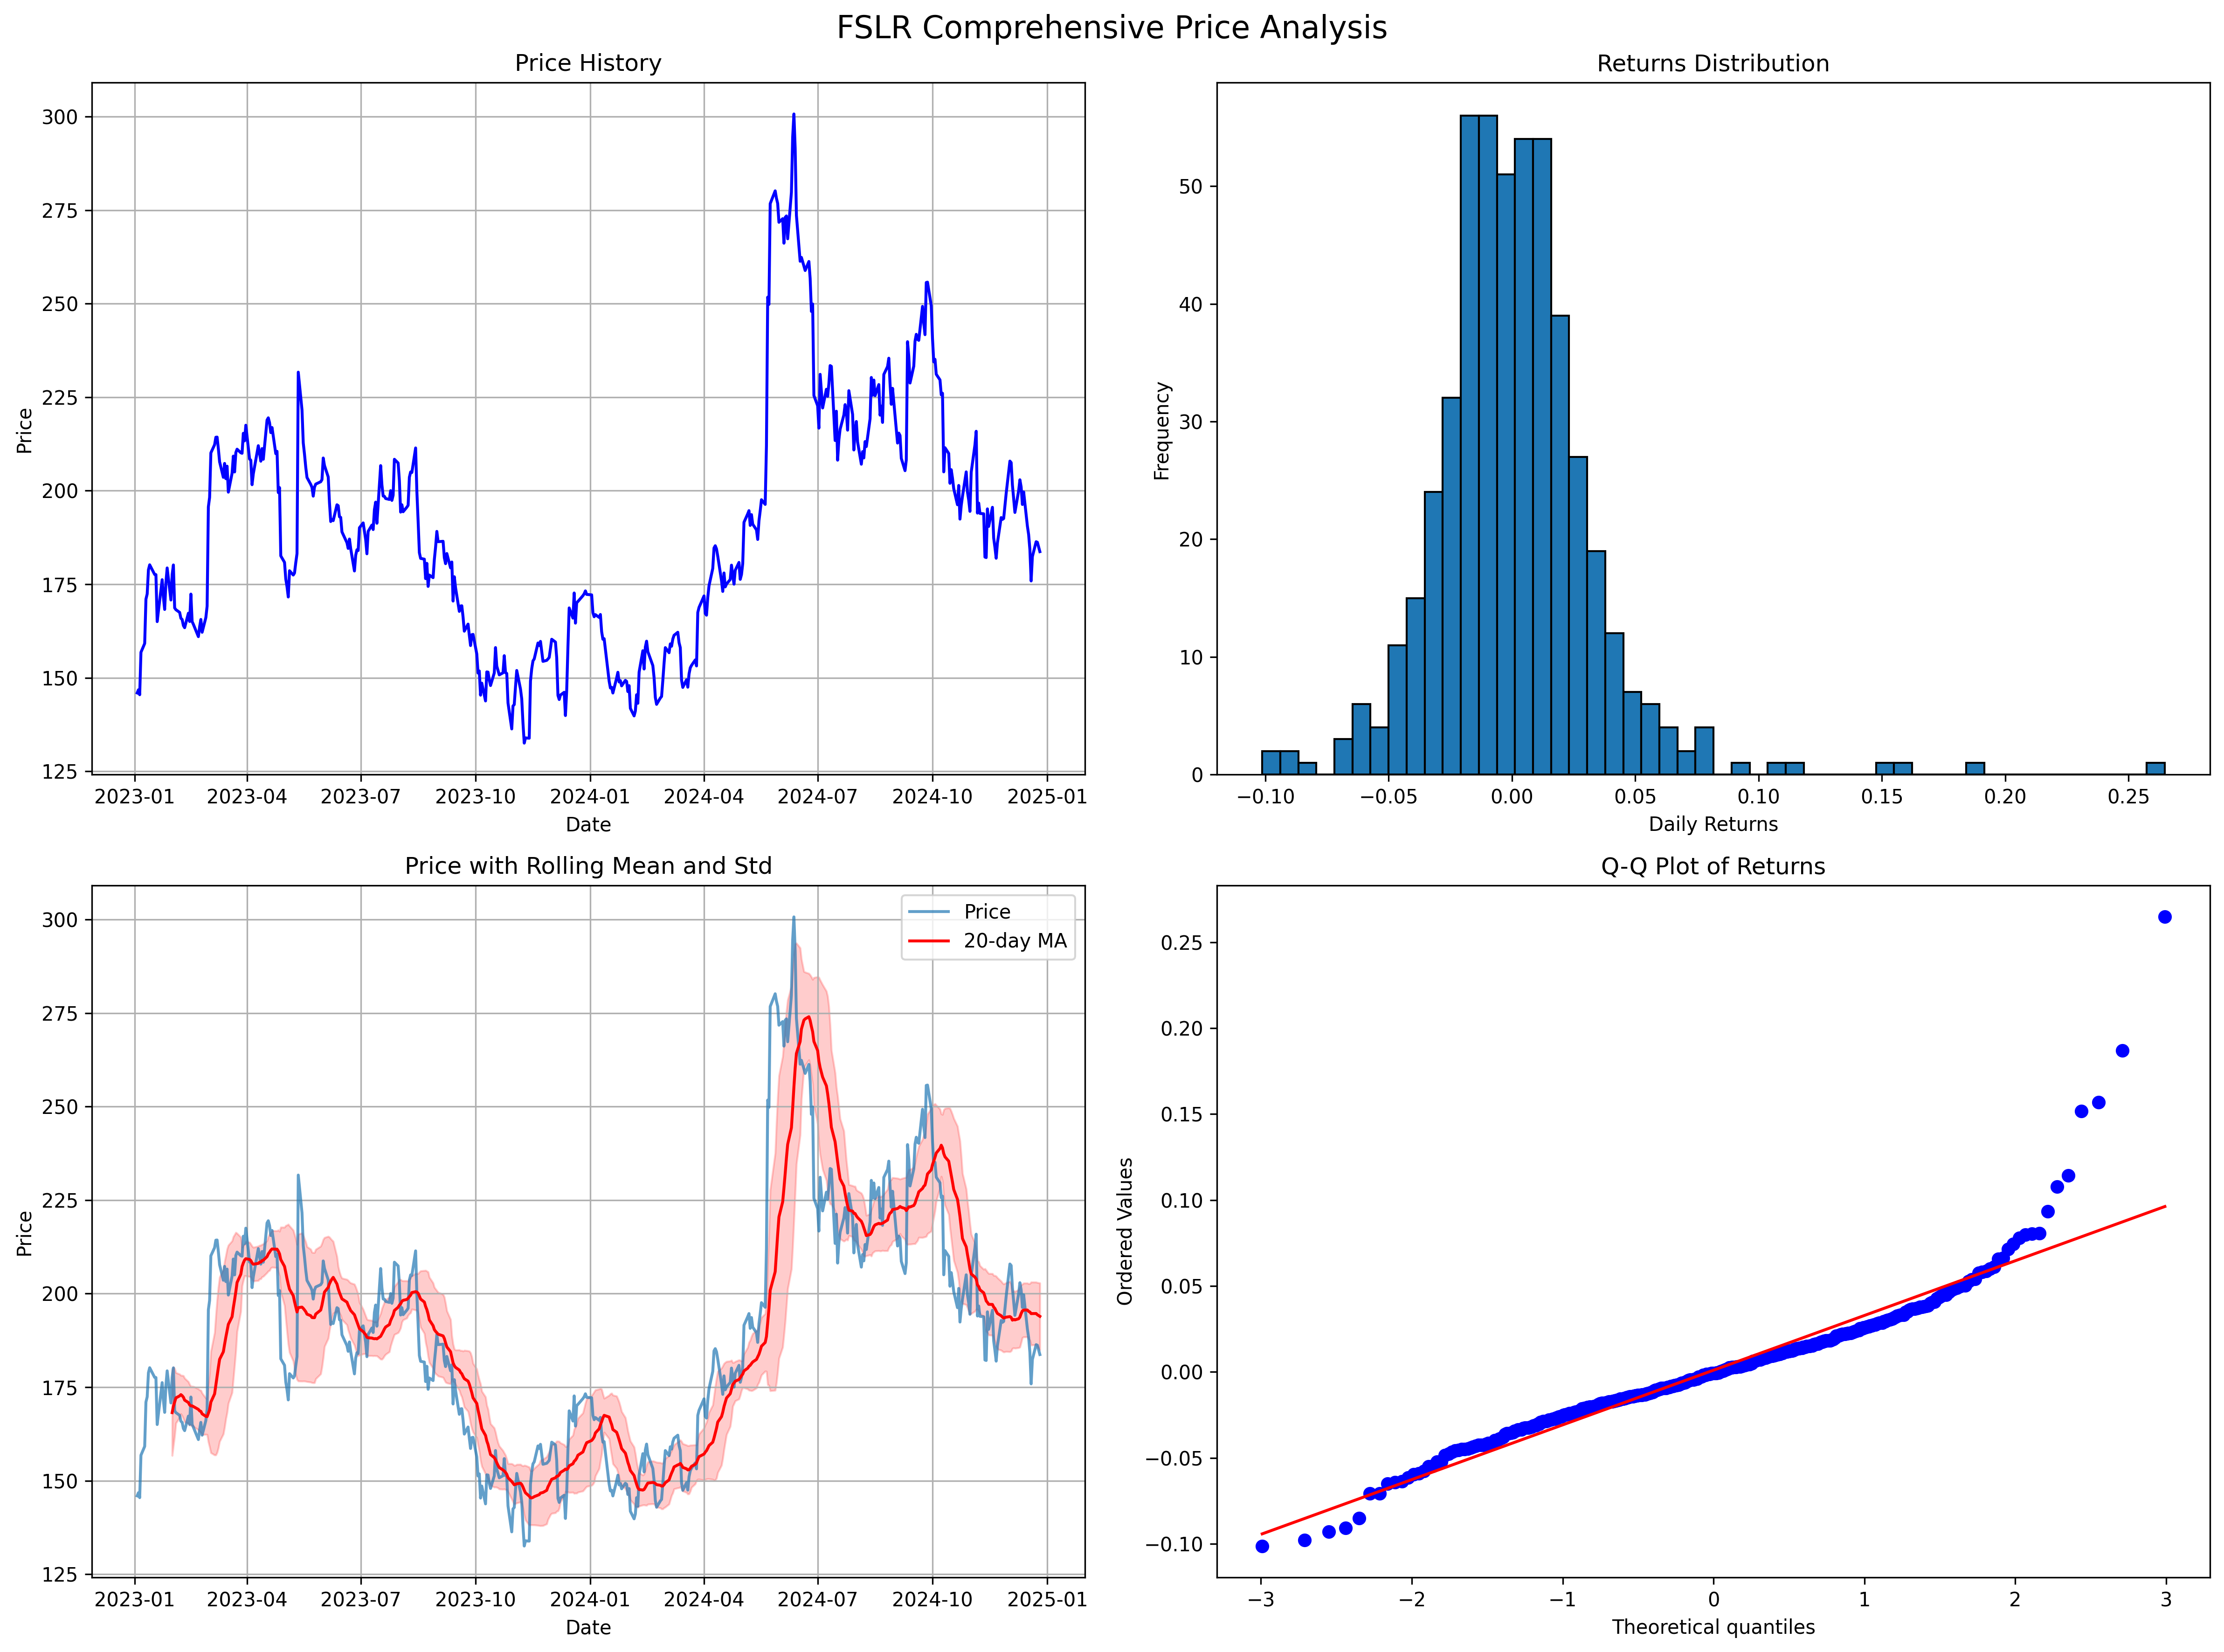 FSLR Comprehensive Price Analysis
Price History
300
275
250
225
200
175
150
125
Price
2023-01 2023-04 2023-07 2023-10 2024-01 2024-04 2024-07 2024-10 2025-01
Date
Returns Distribution
50
40
30
20
10
0
Frequency
−0.10 −0.05 0.00 0.05 0.10 0.15 0.20 0.25
Daily Returns
Price with Rolling Mean and Std
Price
20-day MA
300
275
250
225
200
175
150
125
Price
2023-01 2023-04 2023-07 2023-10 2024-01 2024-04 2024-07 2024-10 2025-01
Date
Q-Q Plot of Returns
0.25
0.20
0.15
0.10
0.05
0.00
−0.05
−0.10
Ordered Values
−3 −2 −1 0 1 2 3
Theoretical quantiles